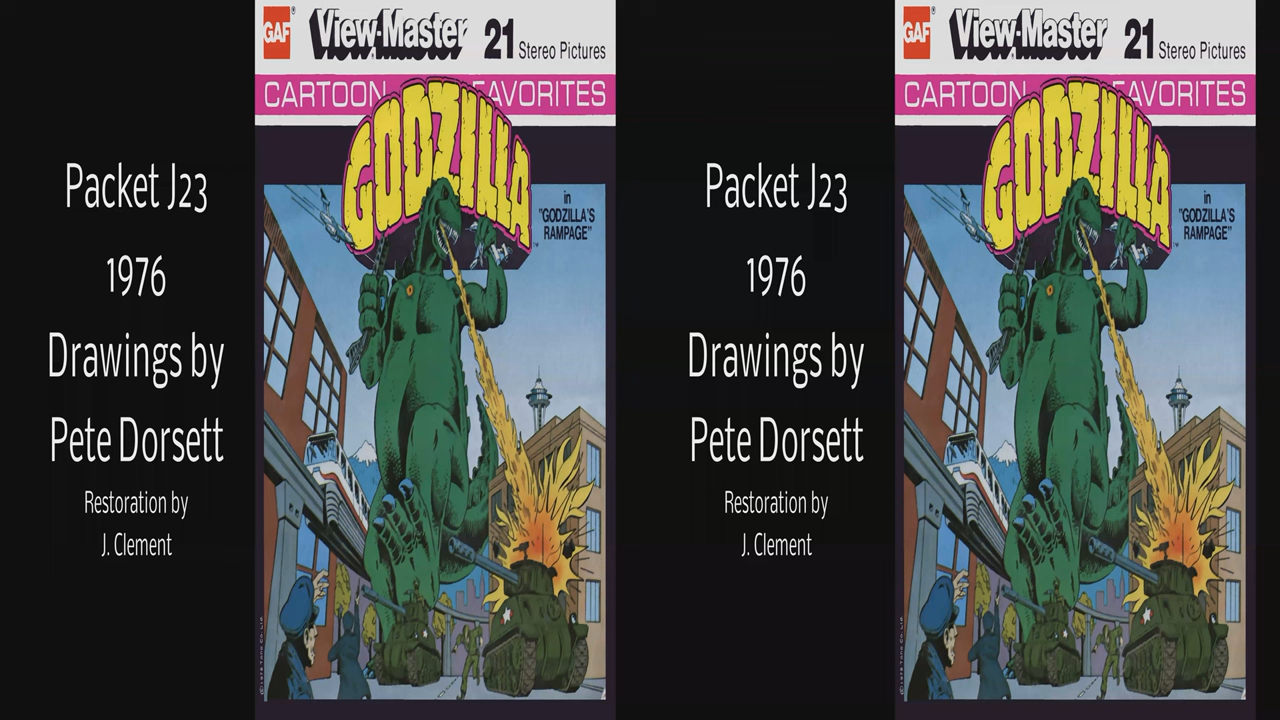 GAF
View-Master
21 Stereo Pictures
CARTOON FAVORITES
GODZILLA
in
"GODZILLA'S
RAMPAGE"
Packet J23
1976
Drawings by
Pete Dorsett
Restoration by
J. Clement
GAF
View-Master
21 Stereo Pictures
CARTOON FAVORITES
GODZILLA
in
"GODZILLA'S
RAMPAGE"
Packet J23
1976
Drawings by
Pete Dorsett
Restoration by
J. Clement